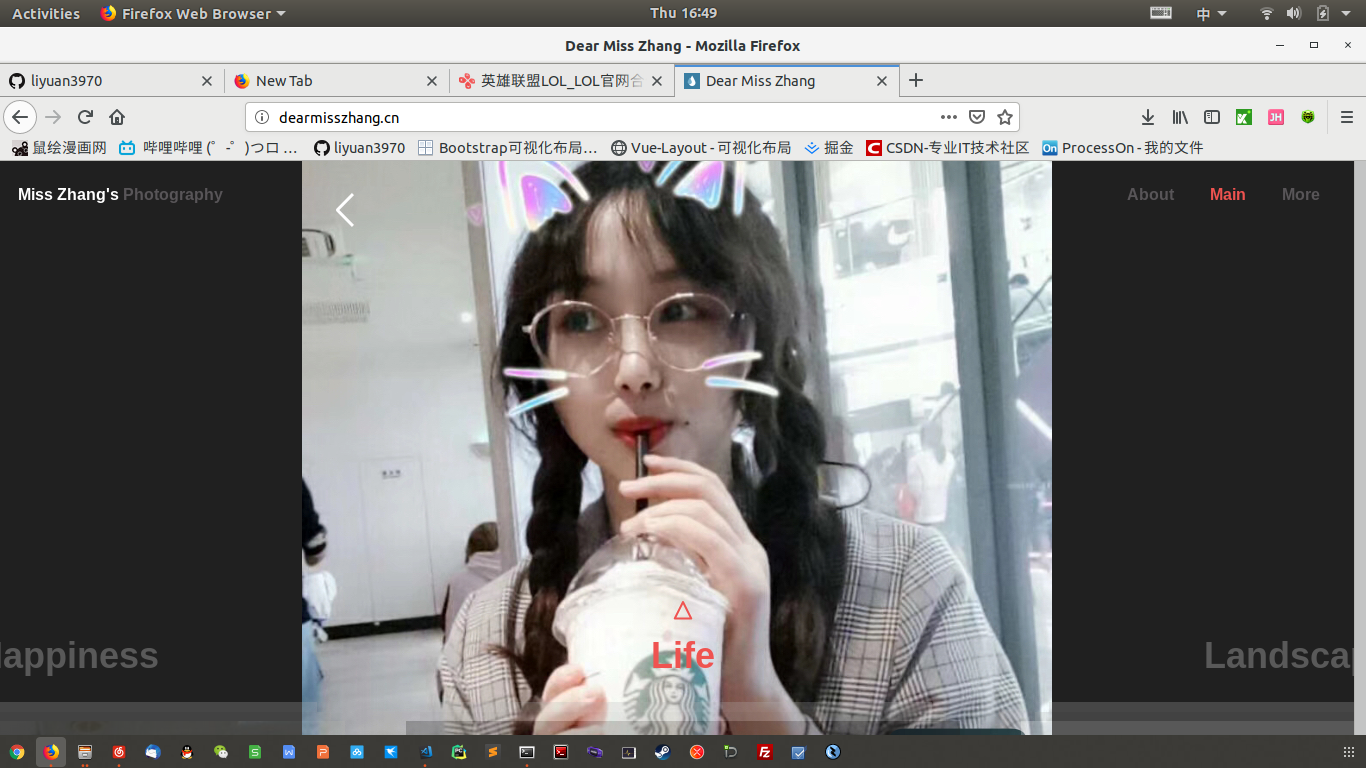 Activities Firefox Web Browser Thu 16:49 中
Dear Miss Zhang - Mozilla Firefox
liyuan3970 New Tab 英雄联盟LOL_LOL官网合 Dear Miss Zhang
dearmisszhang.cn
鼠绘漫画网 哔哩哔哩 (゜-゜)つロ … liyuan3970 Bootstrap可视化布局… Vue-Layout - 可视化布局 掘金 CSDN-专业IT技术社区 ProcessOn - 我的文件
Miss Zhang's Photography About Main More
Life
appiness Landscap